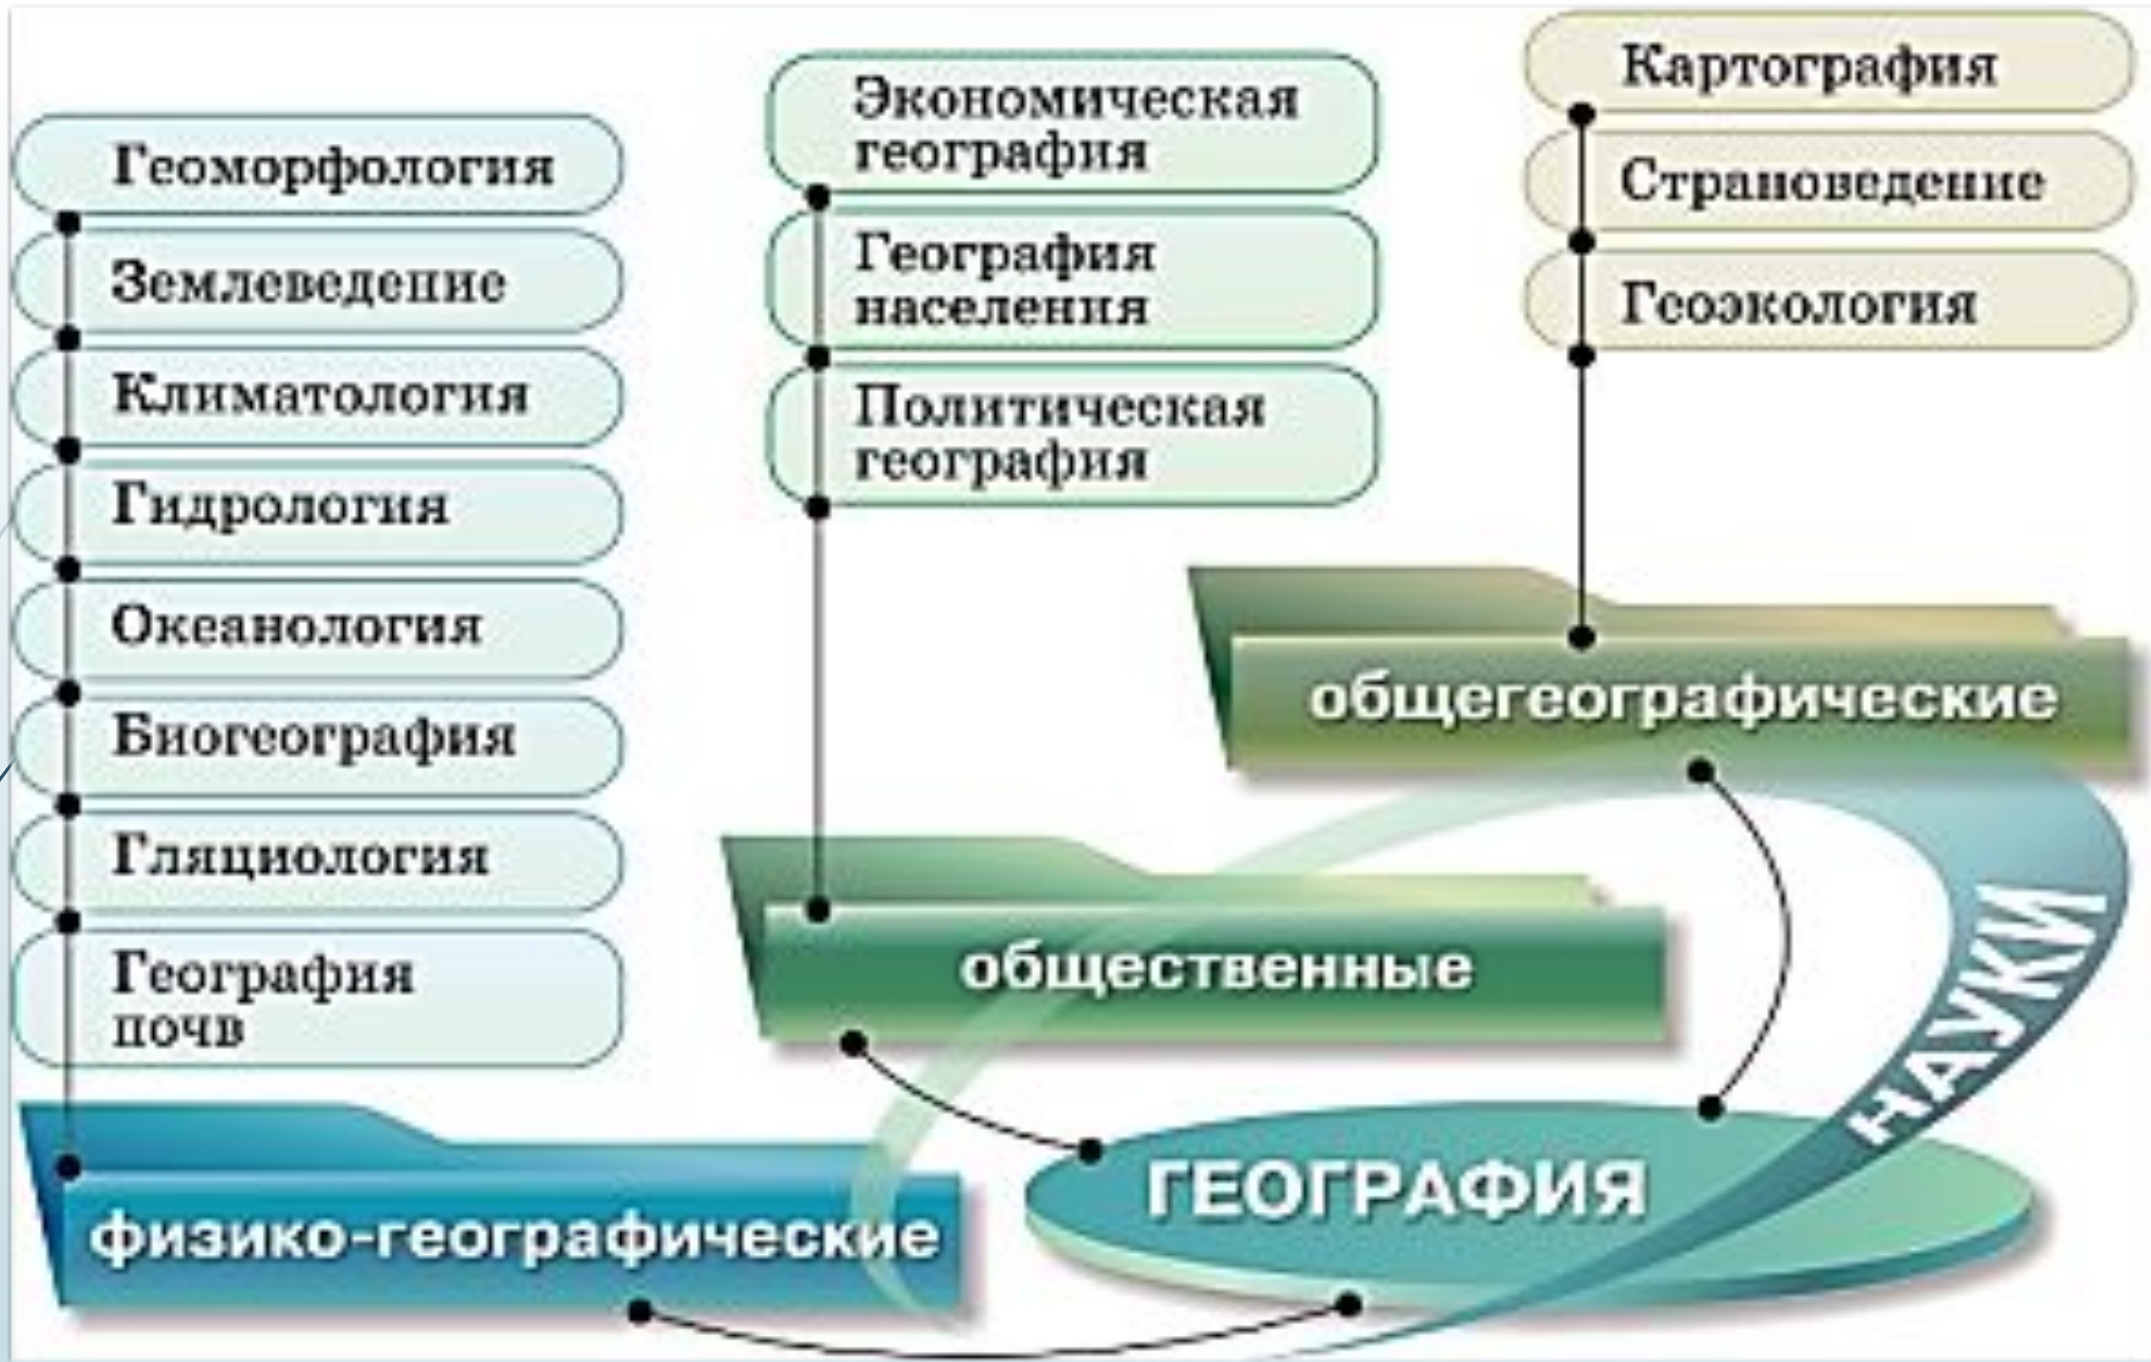 Геоморфология
Землеведение
Климатология
Гидрология
Океанология
Биогеография
Гляциология
География
почв
физико-географические
Экономическая
география
География
населения
Политическая
география
общественные
Картография
Страноведение
Геоэкология
общегеографические
НАУКИ
ГЕОГРАФИЯ